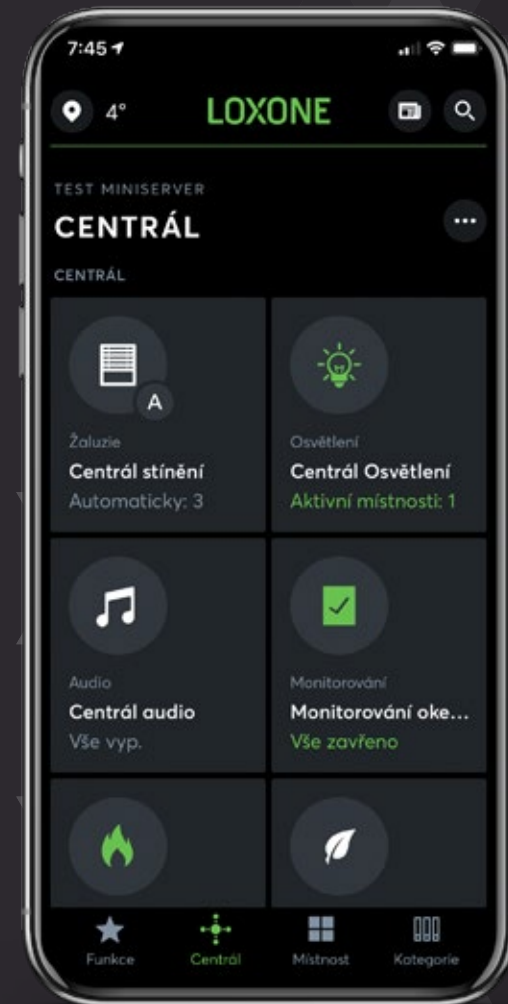 7:45
4°
LOXONE
TEST MINISERVER
CENTRÁL
CENTRÁL
A
Žaluzie
Centrál stínění
Automaticky: 3
Osvětlení
Centrál Osvětlení
Aktivní místnosti: 1
Audio
Centrál audio
Vše vyp.
Monitorování
Monitorování oke...
Vše zavřeno
Funkce
Centrál
Místnost
Kategorie